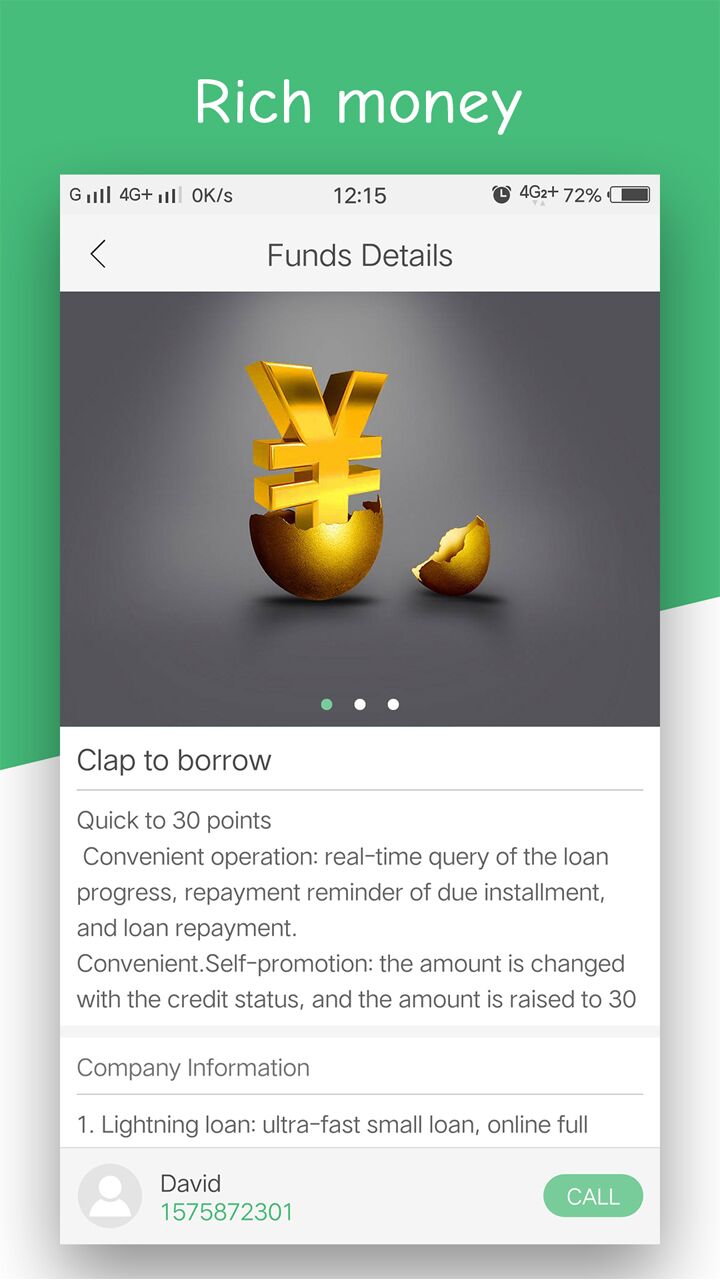 Rich money
G 4G+ 0K/s 12:15 4G2+ 72%
Funds Details
Clap to borrow
Quick to 30 points
Convenient operation: real-time query of the loan
progress, repayment reminder of due installment,
and loan repayment.
Convenient.Self-promotion: the amount is changed
with the credit status, and the amount is raised to 30
Company Information
1. Lightning loan: ultra-fast small loan, online full
David
1575872301
CALL